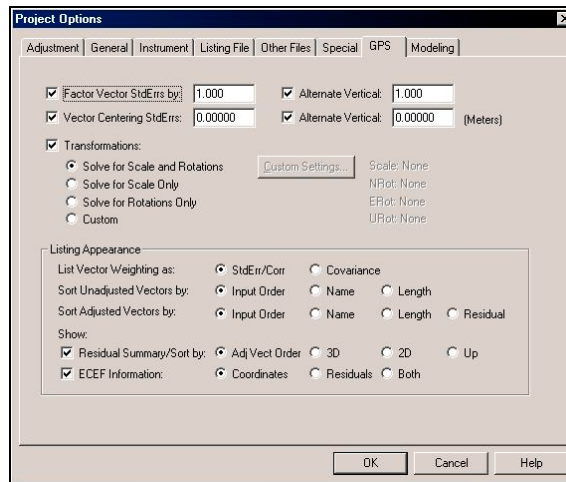 Project Options
Adjustment General Instrument Listing File Other Files Special GPS Modeling
Factor Vector StdErrs by: 1.000 Alternate Vertical: 1.000
Vector Centering StdErrs: 0.00000 Alternate Vertical: 0.00000 (Meters)
Transformations:
Solve for Scale and Rotations Custom Settings... Scale: None
Solve for Scale Only NRot: None
Solve for Rotations Only ERot: None
Custom URot: None
Listing Appearance
List Vector Weighting as: StdErr/Corr Covariance
Sort Unadjusted Vectors by: Input Order Name Length
Sort Adjusted Vectors by: Input Order Name Length Residual
Show:
Residual Summary/Sort by: Adj Vect Order 3D 2D Up
ECEF Information: Coordinates Residuals Both
OK Cancel Help